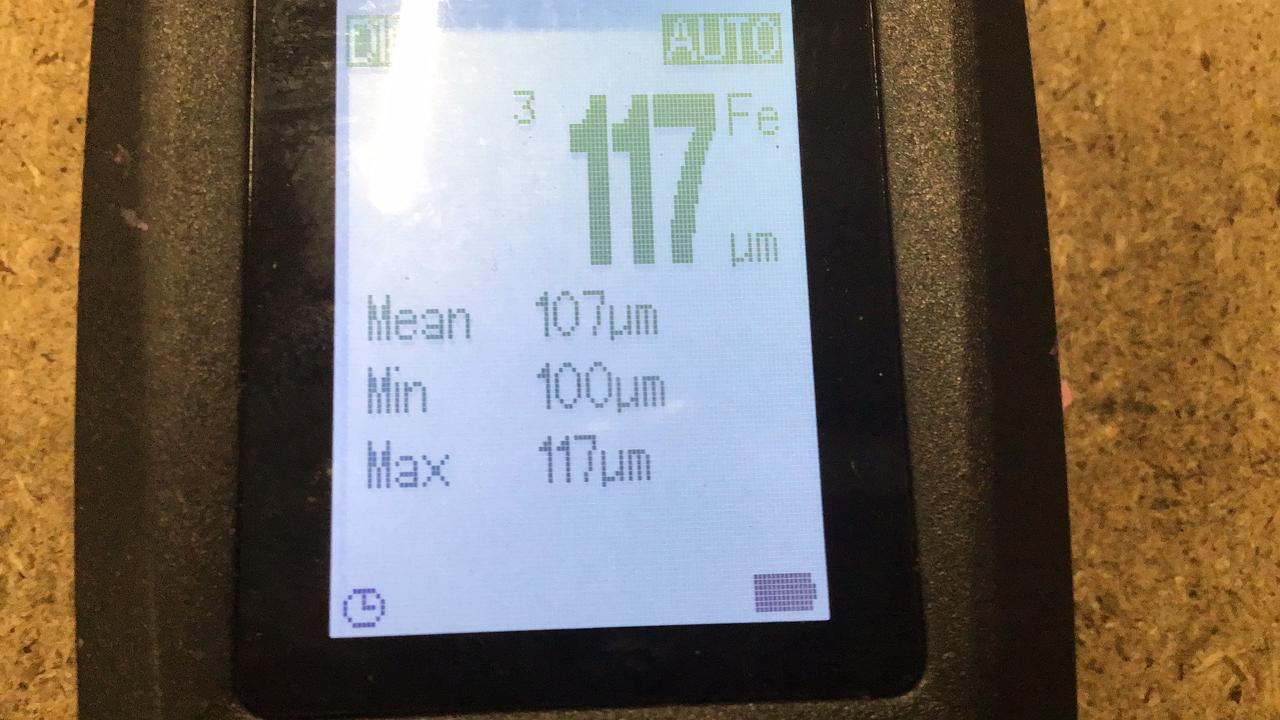 AUTO
3 117 Fe
µm
Mean 107µm
Min 100µm
Max 117µm